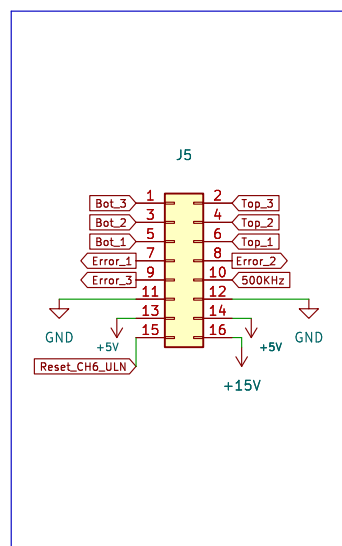 J5
Bot_3 1 2 Top_3
Bot_2 3 4 Top_2
Bot_1 5 6 Top_1
Error_1 7 8 Error_2
Error_3 9 10 500KHz
11 12
GND GND
13 14
+5V +5V
15 16
Reset_CH6_ULN
+15V